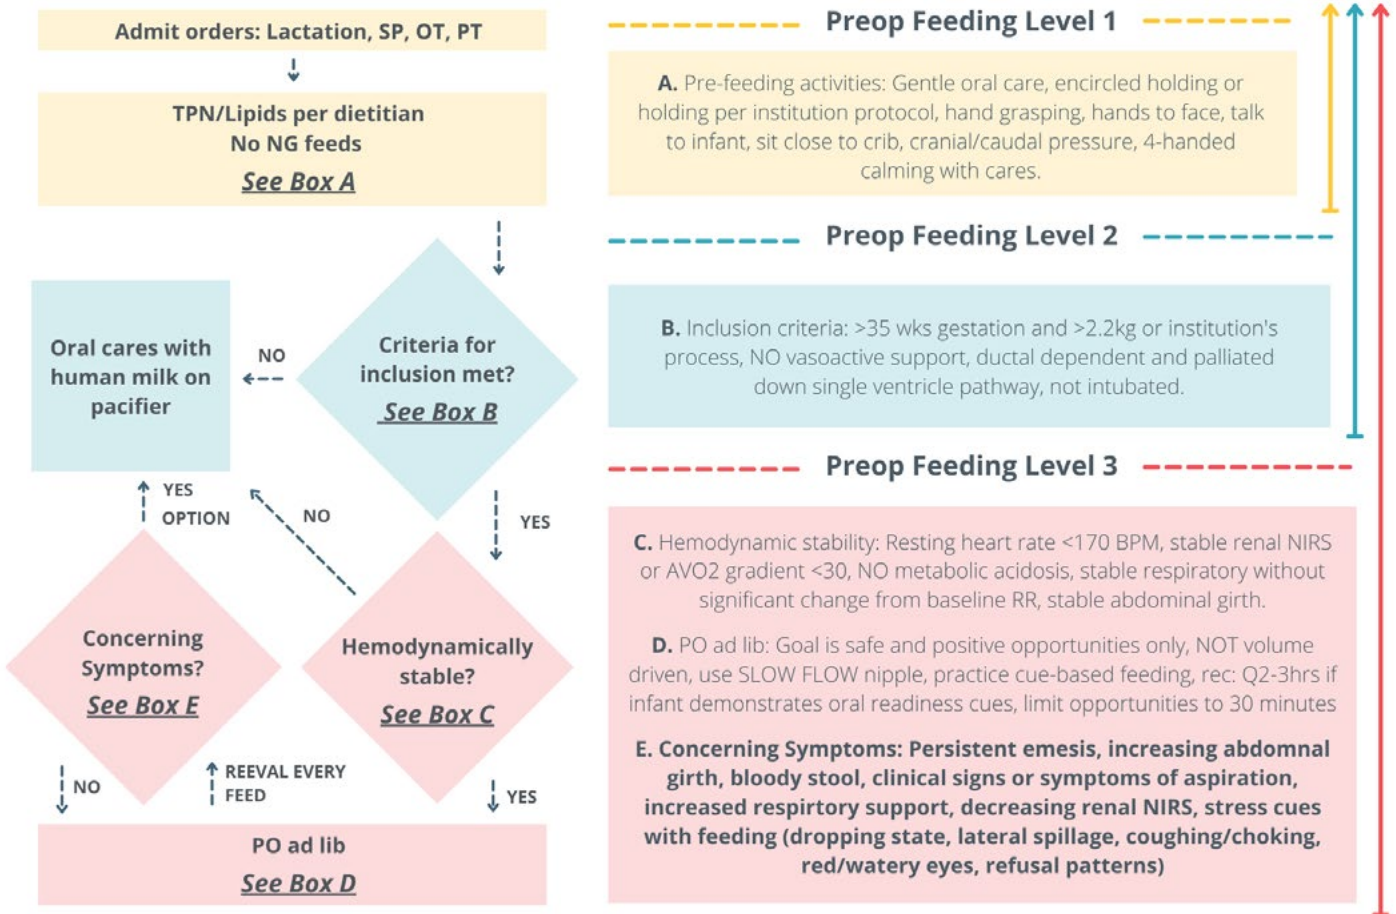 Admit orders: Lactation, SP, OT, PT
TPN/Lipids per dietitian
No NG feeds
See Box A
Criteria for
inclusion met?
See Box B
NO
Oral cares with
human milk on
pacifier
YES
OPTION
NO
YES
Concerning
Symptoms?
See Box E
Hemodynamically
stable?
See Box C
NO
REEVAL EVERY
FEED
YES
PO ad lib
See Box D
Preop Feeding Level 1
A. Pre-feeding activities: Gentle oral care, encircled holding or
holding per institution protocol, hand grasping, hands to face, talk
to infant, sit close to crib, cranial/caudal pressure, 4-handed
calming with cares.
Preop Feeding Level 2
B. Inclusion criteria: >35 wks gestation and >2.2kg or institution's
process, NO vasoactive support, ductal dependent and palliated
down single ventricle pathway, not intubated.
Preop Feeding Level 3
C. Hemodynamic stability: Resting heart rate <170 BPM, stable renal NIRS
or AVO2 gradient <30, NO metabolic acidosis, stable respiratory without
significant change from baseline RR, stable abdominal girth.
D. PO ad lib: Goal is safe and positive opportunities only, NOT volume
driven, use SLOW FLOW nipple, practice cue-based feeding, rec: Q2-3hrs if
infant demonstrates oral readiness cues, limit opportunities to 30 minutes
E. Concerning Symptoms: Persistent emesis, increasing abdomnal
girth, bloody stool, clinical signs or symptoms of aspiration,
increased respirtory support, decreasing renal NIRS, stress cues
with feeding (dropping state, lateral spillage, coughing/choking,
red/watery eyes, refusal patterns)